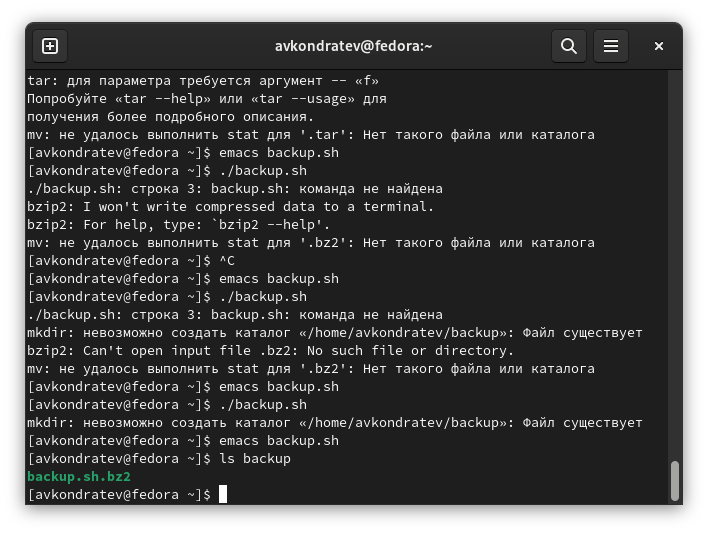 avkondratev@fedora:~
tar: для параметра требуется аргумент -- «f»
Попробуйте «tar --help» или «tar --usage» для
получения более подробного описания.
mv: не удалось выполнить stat для '.tar': Нет такого файла или каталога
[avkondratev@fedora ~]$ emacs backup.sh
[avkondratev@fedora ~]$ ./backup.sh
./backup.sh: строка 3: backup.sh: команда не найдена
bzip2: I won't write compressed data to a terminal.
bzip2: For help, type: `bzip2 --help'.
mv: не удалось выполнить stat для '.bz2': Нет такого файла или каталога
[avkondratev@fedora ~]$ ^C
[avkondratev@fedora ~]$ emacs backup.sh
[avkondratev@fedora ~]$ ./backup.sh
./backup.sh: строка 3: backup.sh: команда не найдена
mkdir: невозможно создать каталог «/home/avkondratev/backup»: Файл существует
bzip2: Can't open input file .bz2: No such file or directory.
mv: не удалось выполнить stat для '.bz2': Нет такого файла или каталога
[avkondratev@fedora ~]$ emacs backup.sh
[avkondratev@fedora ~]$ ./backup.sh
mkdir: невозможно создать каталог «/home/avkondratev/backup»: Файл существует
[avkondratev@fedora ~]$ emacs backup.sh
[avkondratev@fedora ~]$ ls backup
backup.sh.bz2
[avkondratev@fedora ~]$